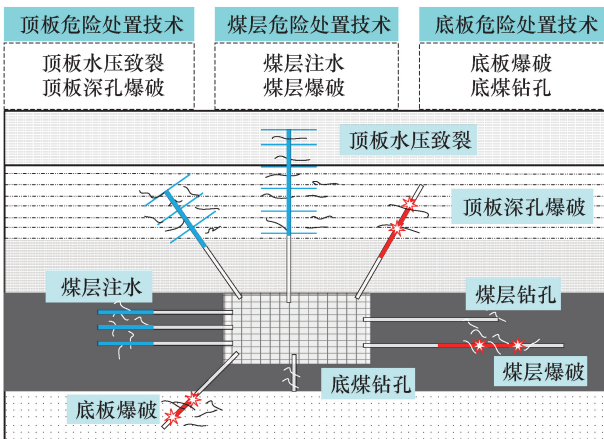 顶板危险处置技术
煤层危险处置技术
底板危险处置技术
顶板水压致裂
顶板深孔爆破
煤层注水
煤层爆破
底板爆破
底煤钻孔
顶板水压致裂
顶板深孔爆破
煤层注水
煤层钻孔
煤层爆破
底煤钻孔
底板爆破